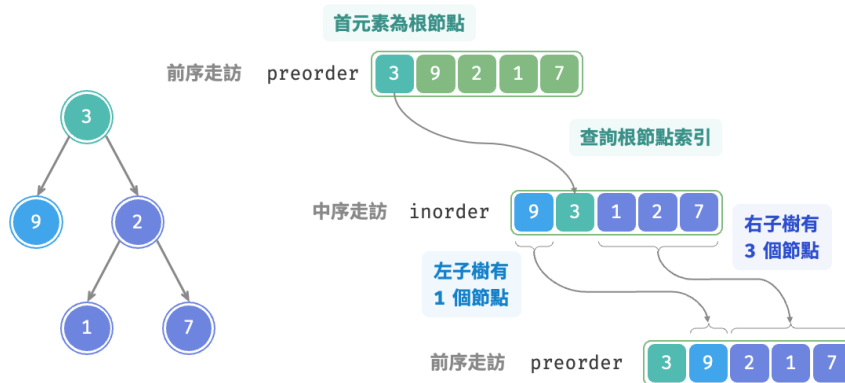 首元素為根節點
前序走訪 preorder 3 9 2 1 7
3
查詢根節點索引
9 2
中序走訪 inorder 9 3 1 2 7
右子樹有
3 個節點
左子樹有
1 個節點
1 7
前序走訪 preorder 3 9 2 1 7